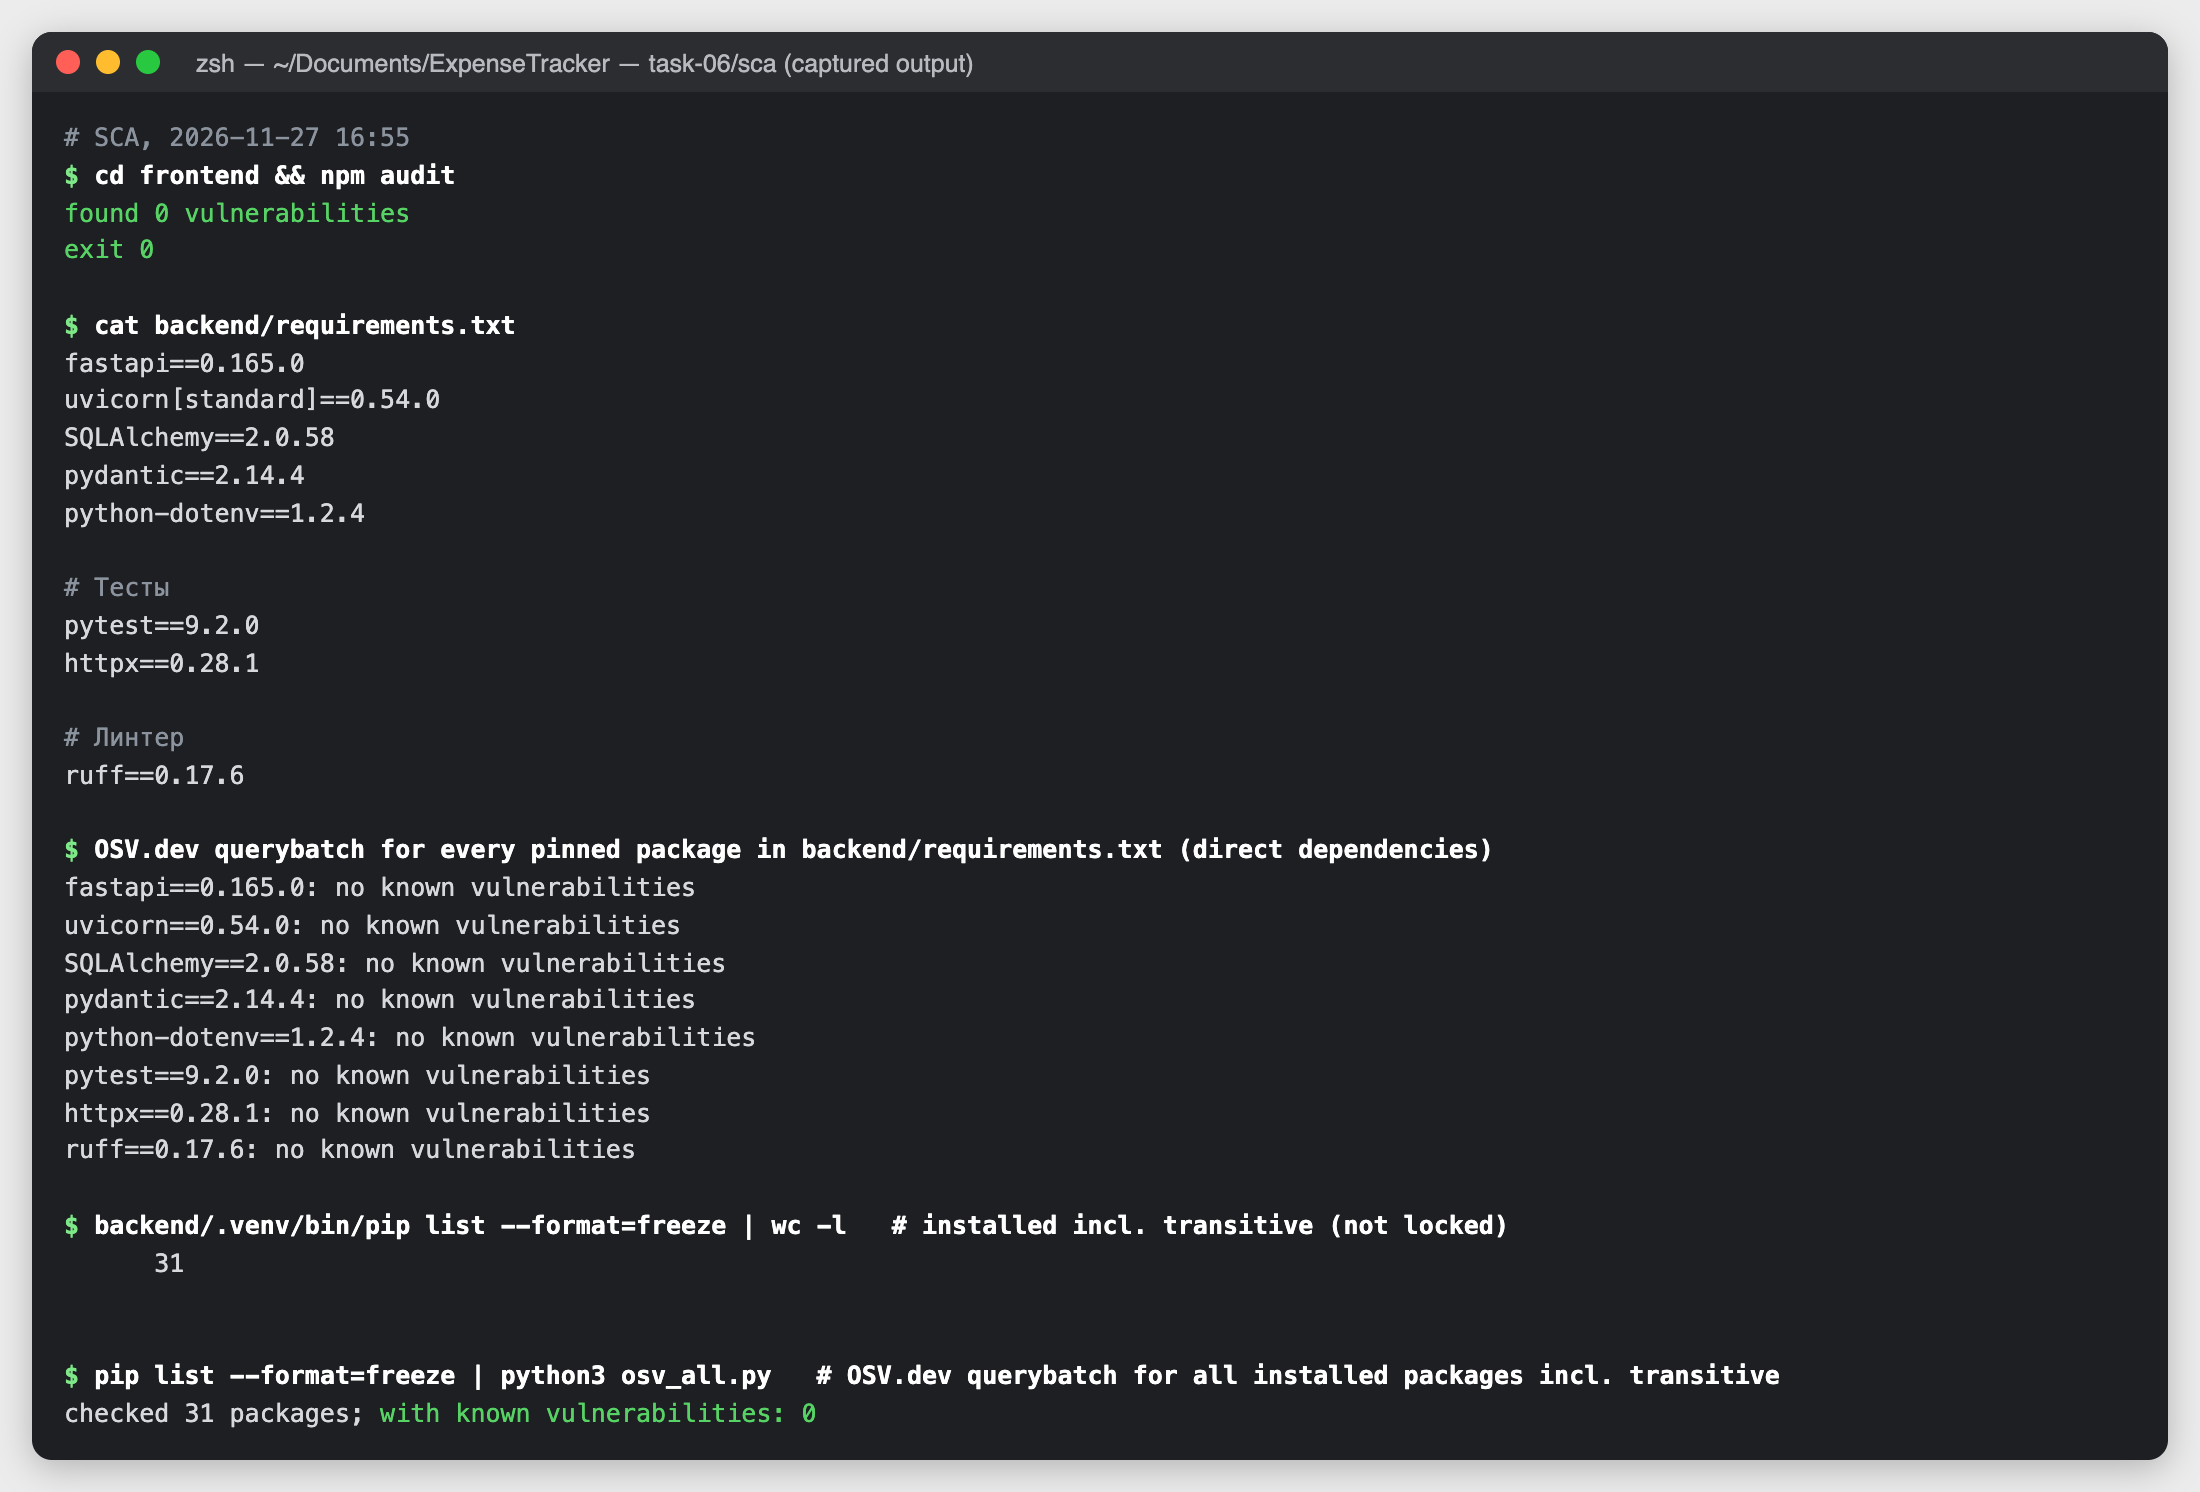 zsh — ~/Documents/ExpenseTracker — task-06/sca (captured output)
# SCA, 2026-11-27 16:55
$ cd frontend && npm audit
found 0 vulnerabilities
exit 0
$ cat backend/requirements.txt
fastapi==0.165.0
uvicorn[standard]==0.54.0
SQLAlchemy==2.0.58
pydantic==2.14.4
python-dotenv==1.2.4
# Тесты
pytest==9.2.0
httpx==0.28.1
# Линтер
ruff==0.17.6
$ OSV.dev querybatch for every pinned package in backend/requirements.txt (direct dependencies)
fastapi==0.165.0: no known vulnerabilities
uvicorn==0.54.0: no known vulnerabilities
SQLAlchemy==2.0.58: no known vulnerabilities
pydantic==2.14.4: no known vulnerabilities
python-dotenv==1.2.4: no known vulnerabilities
pytest==9.2.0: no known vulnerabilities
httpx==0.28.1: no known vulnerabilities
ruff==0.17.6: no known vulnerabilities
$ backend/.venv/bin/pip list --format=freeze | wc -l   # installed incl. transitive (not locked)
31
$ pip list --format=freeze | python3 osv_all.py   # OSV.dev querybatch for all installed packages incl. transitive
checked 31 packages; with known vulnerabilities: 0